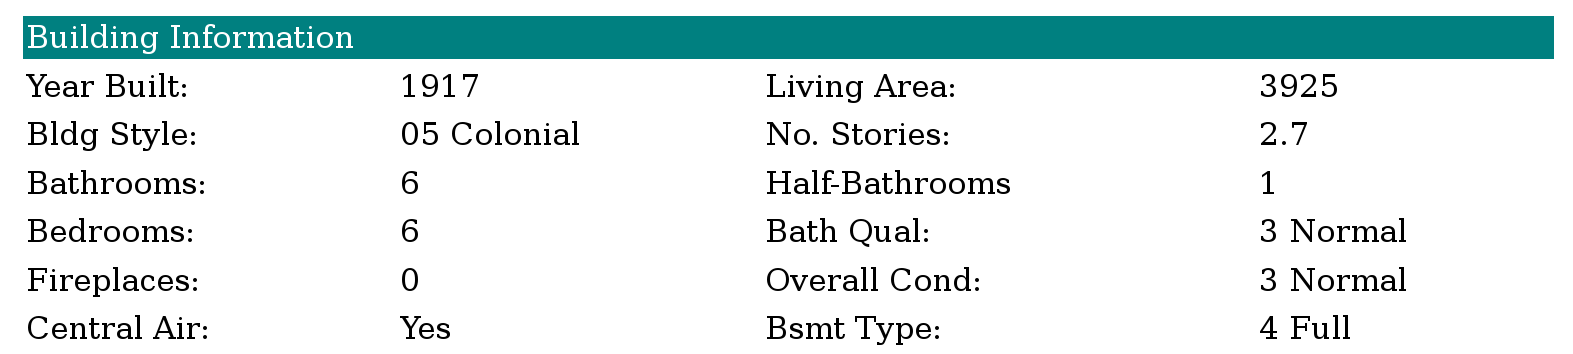 Building Information
Year Built: 1917 Living Area: 3925
Bldg Style: 05 Colonial No. Stories: 2.7
Bathrooms: 6 Half-Bathrooms 1
Bedrooms: 6 Bath Qual: 3 Normal
Fireplaces: 0 Overall Cond: 3 Normal
Central Air: Yes Bsmt Type: 4 Full